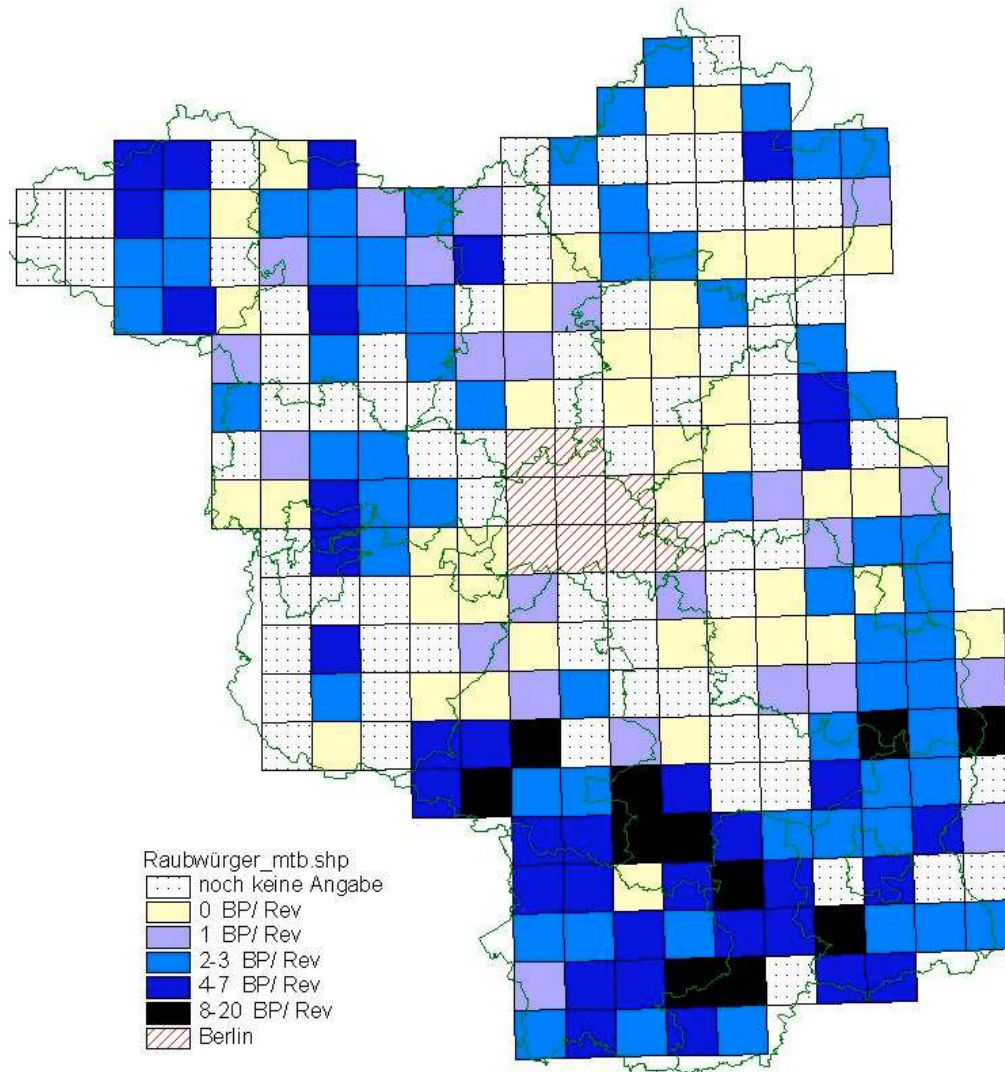 Raubwürger_mtb.shp
noch keine Angabe
0 BP/ Rev
1 BP/ Rev
2-3 BP/ Rev
4-7 BP/ Rev
8-20 BP/ Rev
Berlin